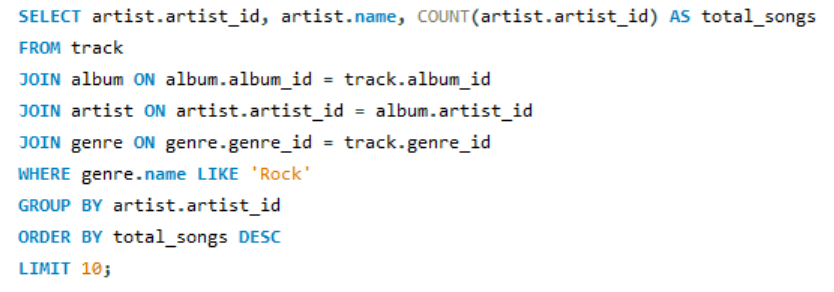 SELECT artist.artist_id, artist.name, COUNT(artist.artist_id) AS total_songs
FROM track
JOIN album ON album.album_id = track.album_id
JOIN artist ON artist.artist_id = album.artist_id
JOIN genre ON genre.genre_id = track.genre_id
WHERE genre.name LIKE 'Rock'
GROUP BY artist.artist_id
ORDER BY total_songs DESC
LIMIT 10;